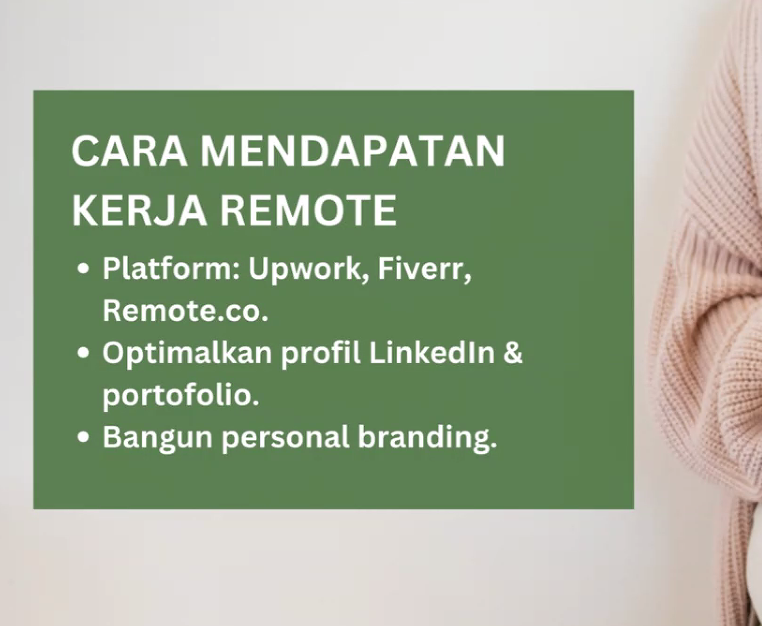 CARA MENDAPATAN
KERJA REMOTE
• Platform: Upwork, Fiverr,
Remote.co.
• Optimalkan profil LinkedIn &
portofolio.
• Bangun personal branding.